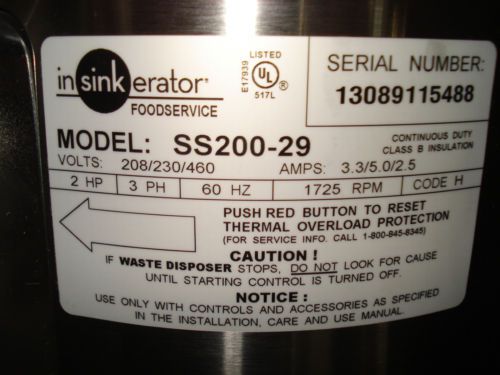 insinkerator®
FOODSERVICE
LISTED
UL®
517L
E17939
SERIAL NUMBER:
13089115488
MODEL: SS200-29
CONTINUOUS DUTY
CLASS B INSULATION
VOLTS: 208/230/460 AMPS: 3.3/5.0/2.5
2 HP 3 PH 60 HZ 1725 RPM CODE H
PUSH RED BUTTON TO RESET
THERMAL OVERLOAD PROTECTION
(FOR SERVICE INFO. CALL 1-800-845-8345)
CAUTION !
IF WASTE DISPOSER STOPS, DO NOT LOOK FOR CAUSE
UNTIL STARTING CONTROL IS TURNED OFF.
NOTICE :
USE ONLY WITH CONTROLS AND ACCESSORIES AS SPECIFIED
IN THE INSTALLATION, CARE AND USE MANUAL.